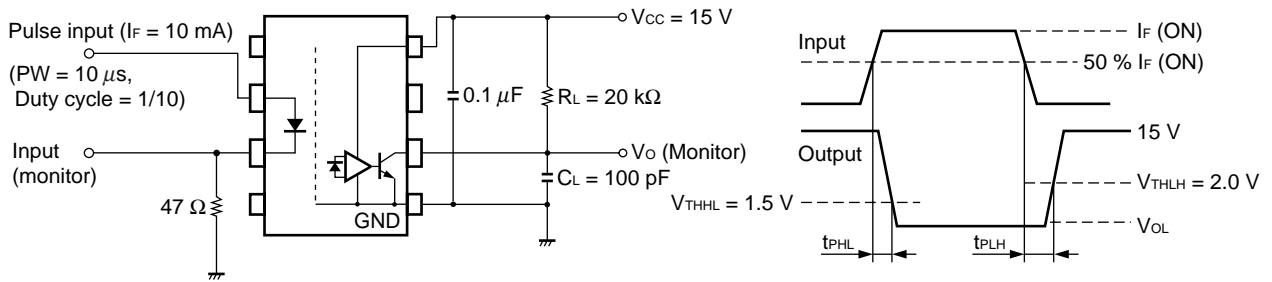 Pulse input (IF = 10 mA)
(PW = 10 μs,
Duty cycle = 1/10)
Input
(monitor)
47 Ω
GND
VCC = 15 V
0.1 μF
RL = 20 kΩ
VO (Monitor)
CL = 100 pF
Input
IF (ON)
50 % IF (ON)
15 V
Output
VTHLH = 2.0 V
VTHHL = 1.5 V
VOL
tPHL
tPLH